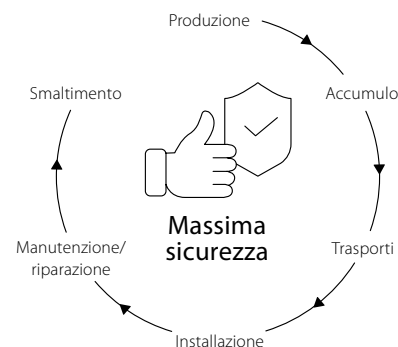 Produzione
Accumulo
Trasporti
Installazione
Manutenzione/
riparazione
Smaltimento
Massima
sicurezza